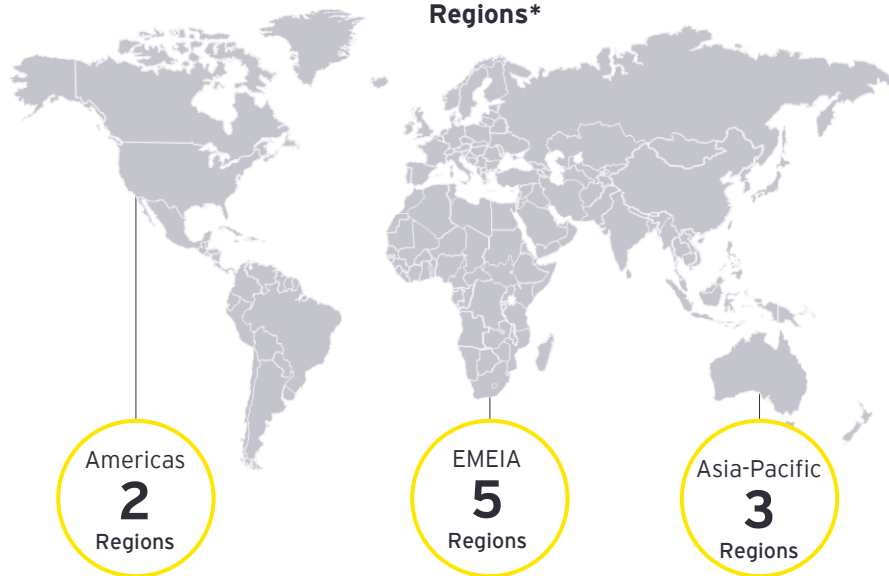 Regions*
Americas
2
Regions
EMEIA
5
Regions
Asia-Pacific
3
Regions